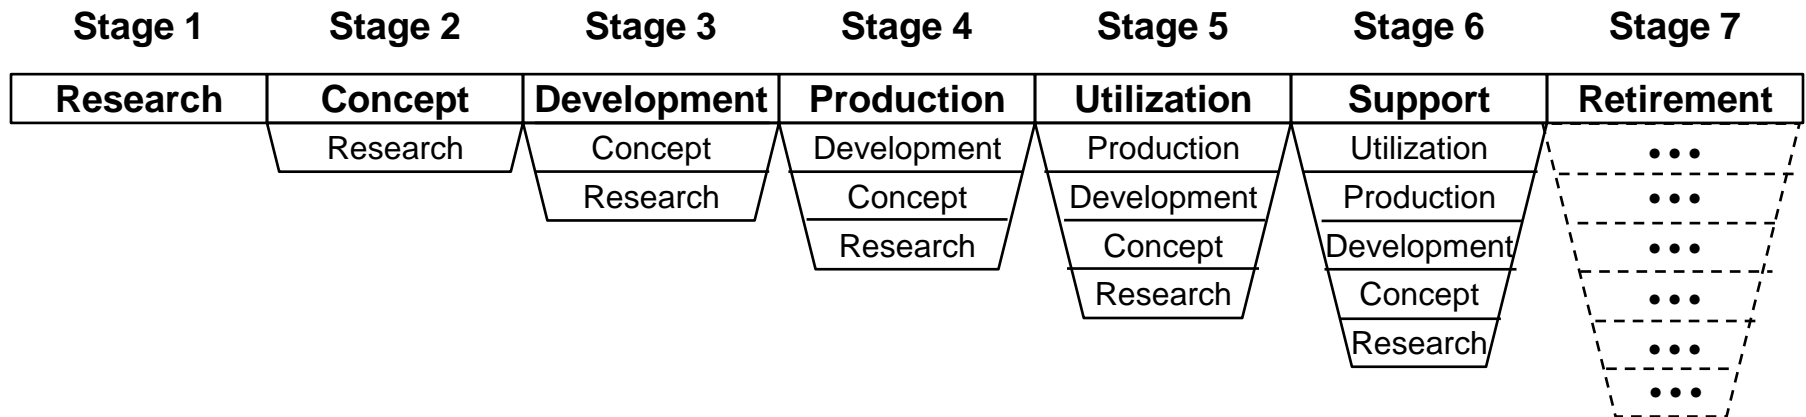 Stage 1 Stage 2 Stage 3 Stage 4 Stage 5 Stage 6 Stage 7
Research Concept Development Production Utilization Support Retirement
Research Concept Development Production Utilization •••
Research Concept Development Production •••
Research Concept Development •••
Research Concept •••
Research •••
•••